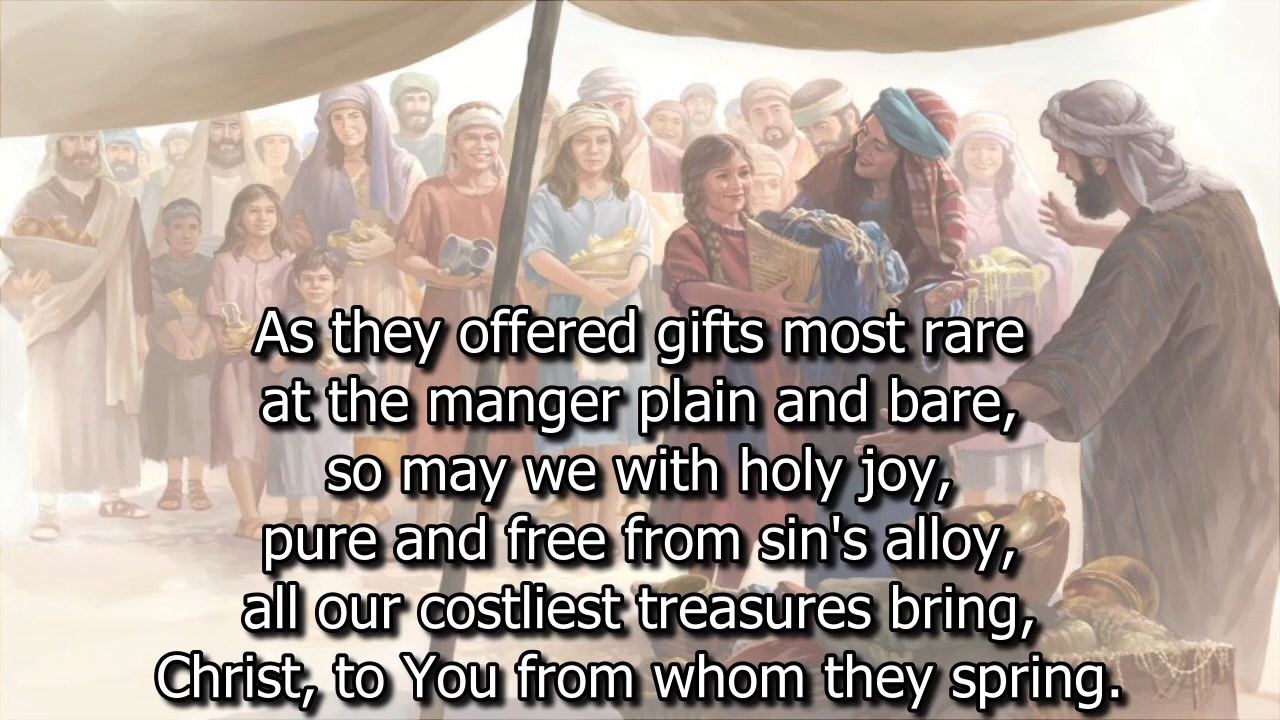 As they offered gifts most rare
at the manger plain and bare,
so may we with holy joy,
pure and free from sin's alloy,
all our costliest treasures bring,
Christ, to You from whom they spring.